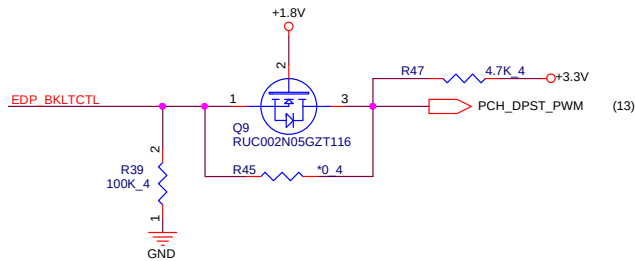 +1.8V
2
R47
4.7K_4
+3.3V
EDP_BKLTCTL
1
3
PCH_DPST_PWM
(13)
Q9
RUC002N05GZT116
2
R39
100K_4
R45
*0_4
1
GND